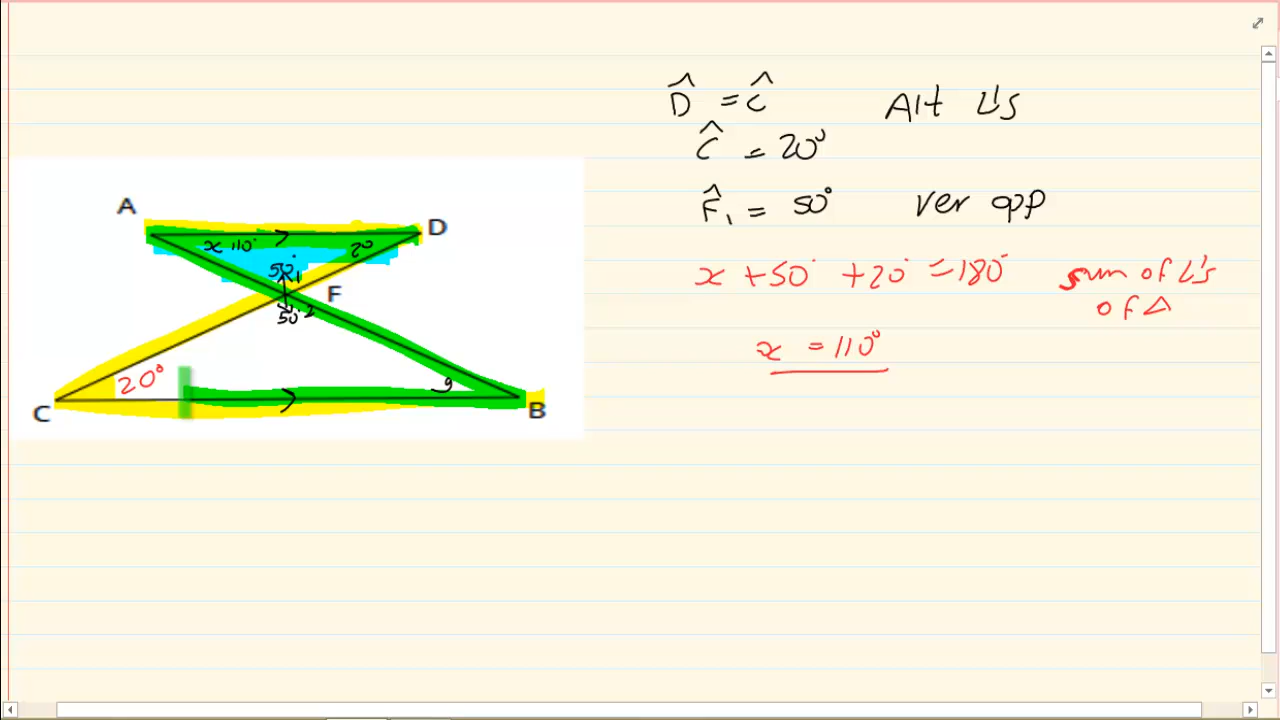 D̂ = Ĉ Alt ∠'s
Ĉ = 20°
F̂₁ = 50° ver opp
x + 50° + 20° = 180° sum of ∠'s
of △
x = 110°
A
D
x 110°
20
50°
1
F
50°
2
20°
y
C
B